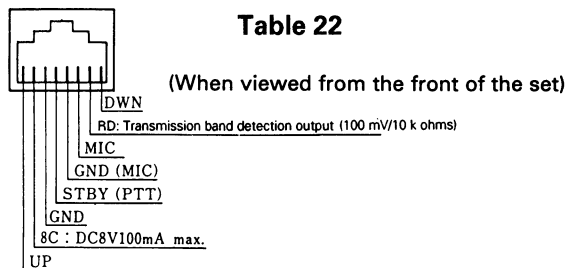 Table 22
(When viewed from the front of the set)
DWN
RD: Transmission band detection output (100 mV/10 k ohms)
MIC
GND (MIC)
STBY (PTT)
GND
8C : DC8V100mA max.
UP